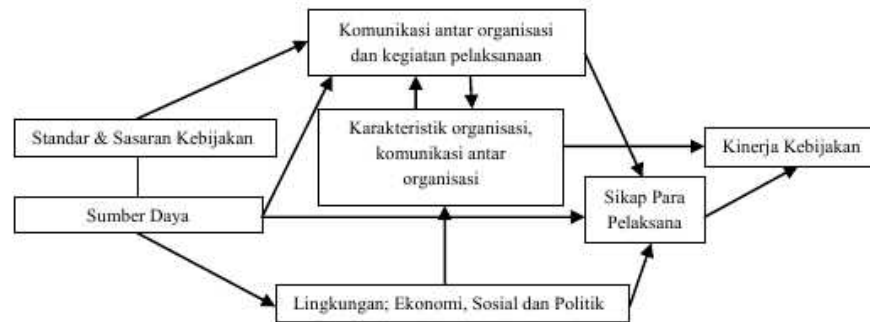 Komunikasi antar organisasi
dan kegiatan pelaksanaan
Standar & Sasaran Kebijakan
Karakteristik organisasi,
komunikasi antar
organisasi
Kinerja Kebijakan
Sumber Daya
Sikap Para
Pelaksana
Lingkungan; Ekonomi, Sosial dan Politik